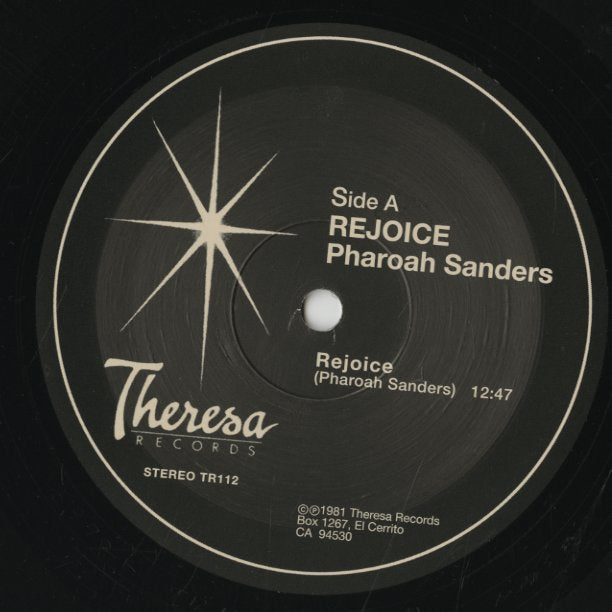 Side A
REJOICE
Pharoah Sanders
Rejoice
(Pharoah Sanders) 12:47
Theresa
RECORDS
STEREO TR112
©℗1981 Theresa Records
Box 1267, El Cerrito
CA 94530